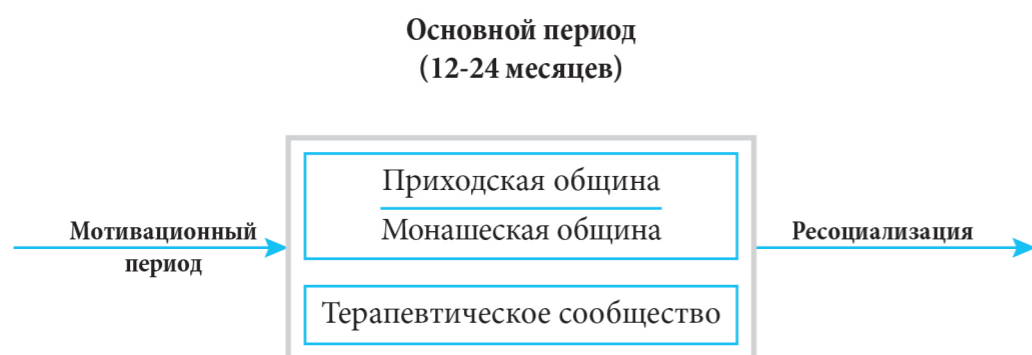 Основной период
(12-24 месяцев)
Приходская община
Мотивационный
период
Монашеская община
Ресоциализация
Терапевтическое сообщество